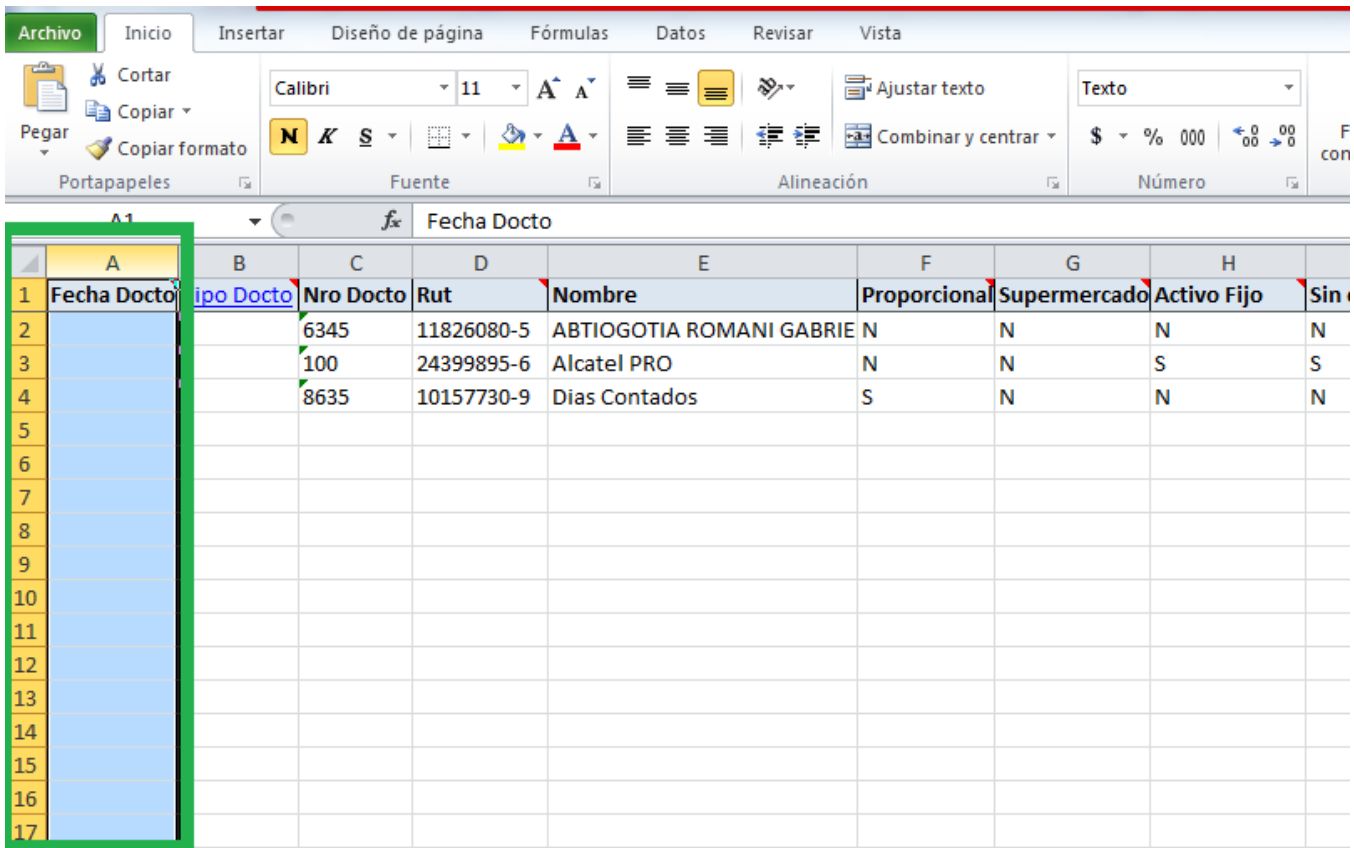 Archivo Inicio Insertar Diseño de página Fórmulas Datos Revisar Vista
Cortar
Copiar
Pegar
Copiar formato
Portapapeles
Calibri 11
N K S
Fuente
Ajustar texto
Combinar y centrar
Alineación
Texto
$ % 000
Número
A1 fx Fecha Docto
A B C D E F G H
1 Fecha Docto ipo Docto Nro Docto Rut Nombre Proporcional Supermercado Activo Fijo Sin
2 6345 11826080-5 ABTIOGOTIA ROMANI GABRIE N N N N
3 100 24399895-6 Alcatel PRO N N S S
4 8635 10157730-9 Dias Contados S N N N
5
6
7
8
9
10
11
12
13
14
15
16
17